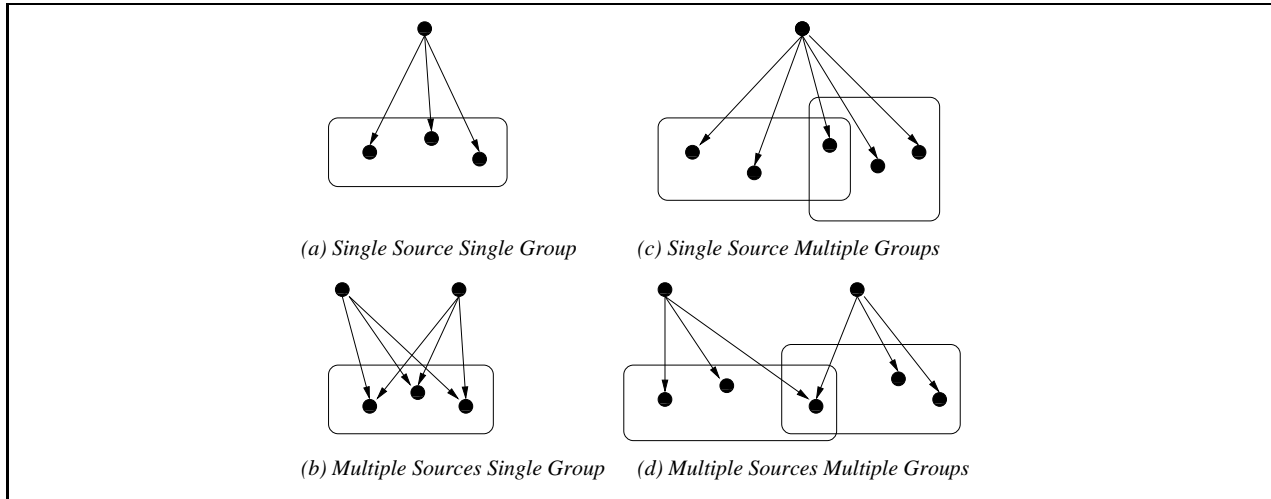 (a) Single Source Single Group
(c) Single Source Multiple Groups
(b) Multiple Sources Single Group
(d) Multiple Sources Multiple Groups